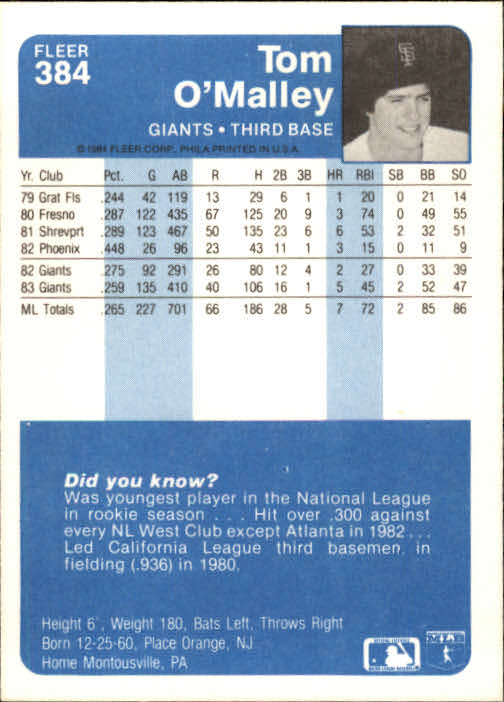 FLEER
384
Tom
O'Malley
GIANTS • THIRD BASE
©1984 FLEER CORP., PHILA PRINTED IN U.S.A.
Yr. Club Pct. G AB R H 2B 3B HR RBI SB BB SO
79 Grat Fls .244 42 119 13 29 6 1 1 20 0 21 14
80 Fresno .287 122 435 67 125 20 9 3 74 0 49 55
81 Shrevprt .289 123 467 50 135 23 6 6 53 2 32 51
82 Phoenix .448 26 96 23 43 11 1 3 15 0 11 9
82 Giants .275 92 291 26 80 12 4 2 27 0 33 39
83 Giants .259 135 410 40 106 16 1 5 45 2 52 47
ML Totals .265 227 701 66 186 28 5 7 72 2 85 86
Did you know?
Was youngest player in the National League
in rookie season . . . Hit over .300 against
every NL West Club except Atlanta in 1982 . . .
Led California League third basemen in
fielding (.936) in 1980.
Height 6', Weight 180, Bats Left, Throws Right
Born 12-25-60, Place Orange, NJ
Home Montousville, PA